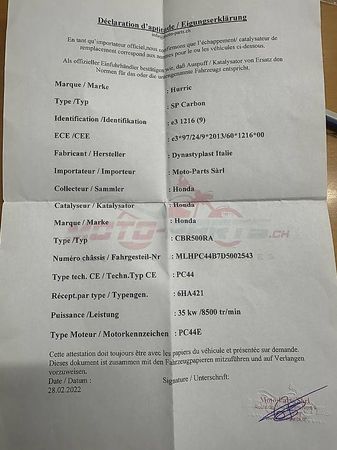 Déclaration d'aptitude / Eignungserklärung
En tant qu'importateur officiel,nous confirmons que l'échappement/ catalysateur de
remplacement correspond aux normes pour le ou les véhicules ci-dessous.
Als offizieller Einfuhrhändler bestätigen wir, daß Auspuff / Katalysator von Ersatz den
Normen für das oder die untengenannte Fahrzeugs entspricht.
Marque / Marke : Hurric
Type /Typ : SP Carbon
Identification /Identifikation : e3 1216 (9)
ECE /CEE : e3*97/24/9*2013/60*1216*00
Fabricant / Hersteller : Dynastyplast Italie
Importateur / Importeur : Moto-Parts Sàrl
Collecteur / Sammler : Honda
Catalyseur / Katalysator : Honda
Marque / Marke : Honda
MOTO-PARTS.CH
Type /Typ : CBR500RA
Numéro châssis / Fahrgesteil-Nr : MLHPC44B7D5002543
Type tech. CE / Techn.Typ CE : PC44
Récept.par type / Typengen. : 6HA421
Puissance /Leistung : 35 kw /8500 tr/min
Type Moteur / Motorkennzeichen : PC44E
Cette attestation doit toujours être avec les papiers du véhicule et présentée sur demande.
Dieses dokument ist zusammen mit den Fahrzeugpapieren mitzuführen und auf Verlangen
vorzuweisen.
Date / Datum : Signature / Unterschrift:
28.02.2022